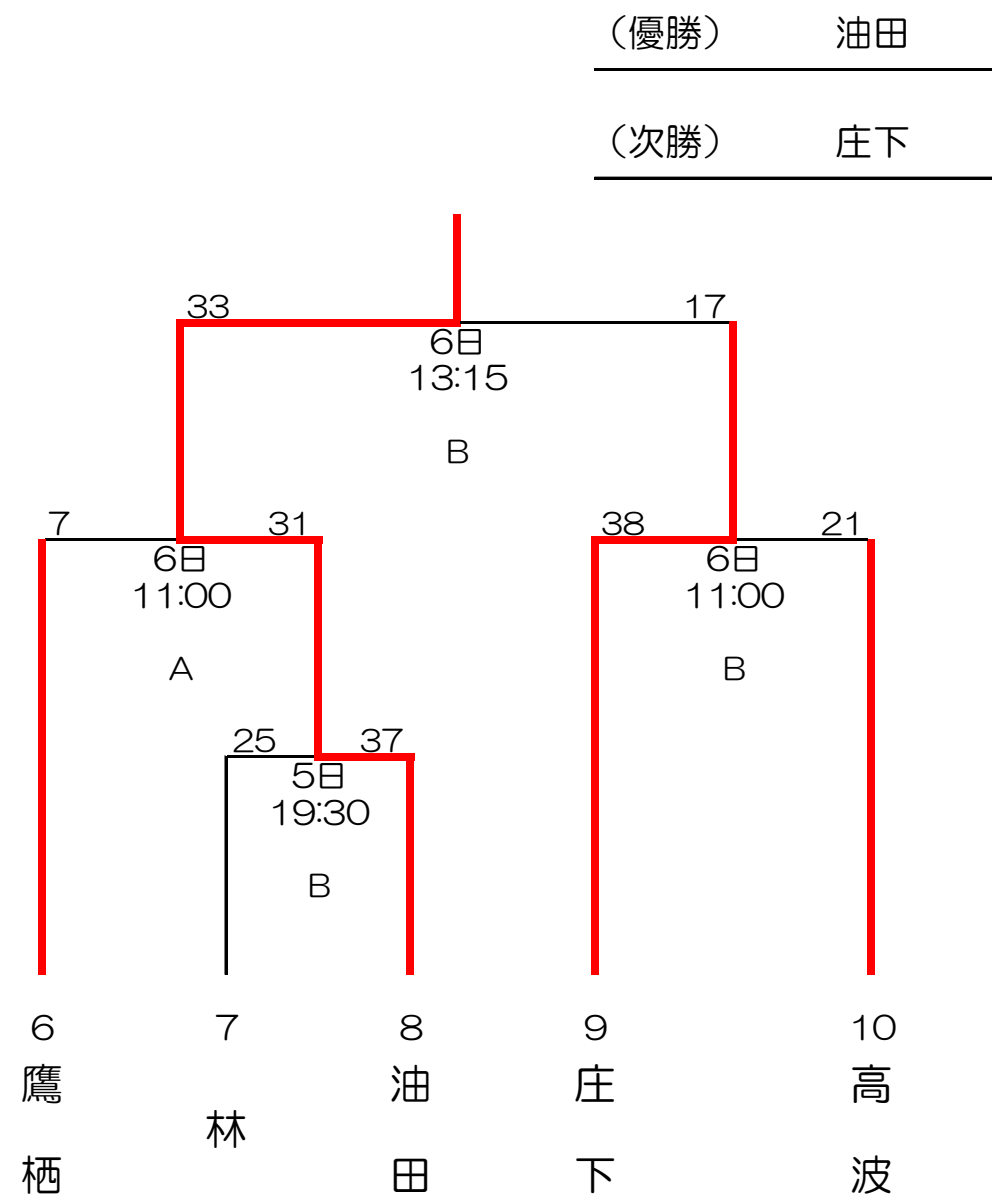 （優勝） 油田
（次勝） 庄下
33 17
6日
13:15
B
7 31 38 21
6日 6日
11:00 11:00
A B
25 37
5日
19:30
B
6 7 8 9 10
鷹栖 林 油田 庄下 高波